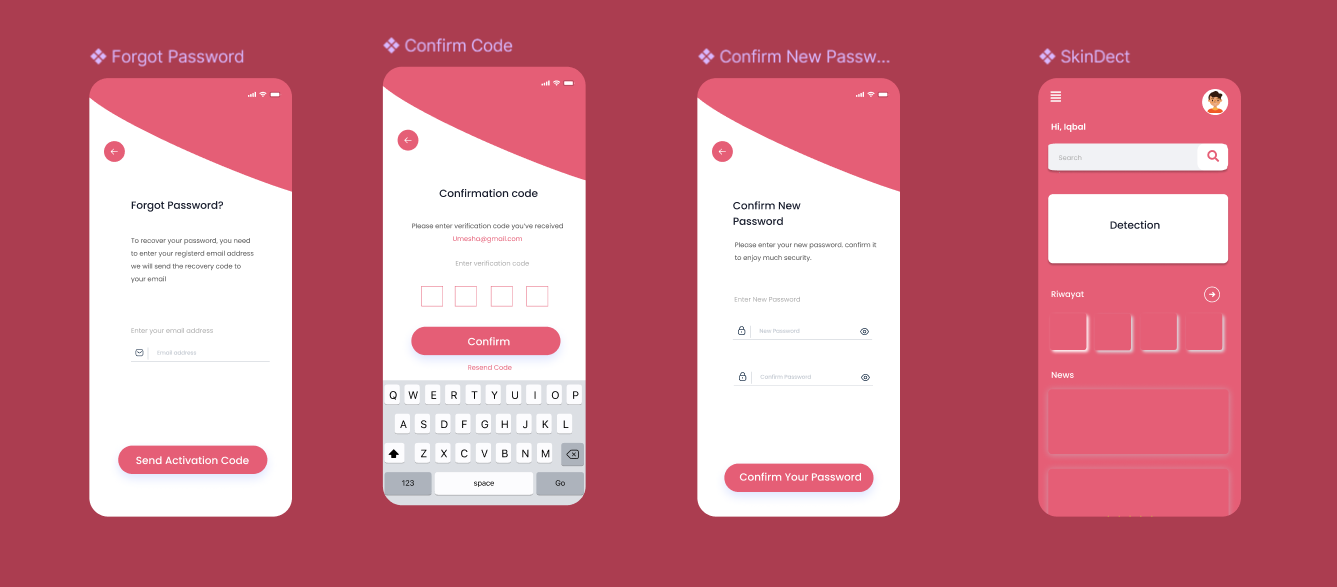 Forgot Password
Forgot Password?
To recover your password, you need
to enter your registerd email address
we will send the recovery code to
your email
Enter your email address
Email address
Send Activation Code
Confirm Code
Confirmation code
Please enter verification code you've received
Umesha@gmail.com
Enter verification code
Confirm
Resend Code
Q W E R T Y U I O P
A S D F G H J K L
Z X C V B N M
123 space Go
Confirm New Passw...
Confirm New
Password
Please enter your new password. confirm it
to enjoy much security.
Enter New Password
New Password
Confirm Password
Confirm Your Password
SkinDect
Hi, Iqbal
Search
Detection
Riwayat
News